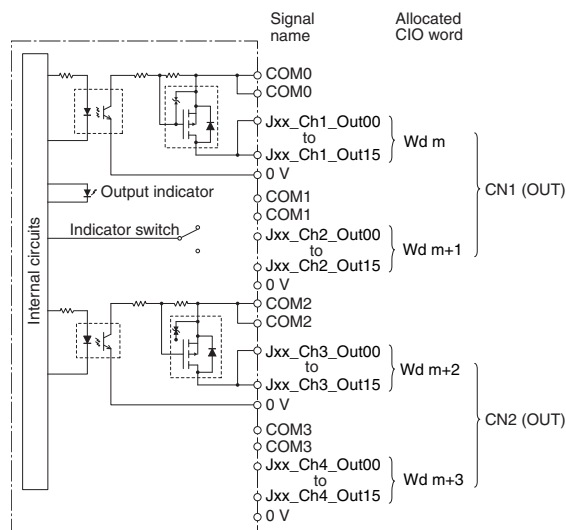 Signal name
Allocated CIO word
COM0
COM0
Jxx_Ch1_Out00
to
Jxx_Ch1_Out15
Wd m
0 V
Output indicator
COM1
COM1
CN1 (OUT)
Indicator switch
Jxx_Ch2_Out00
to
Jxx_Ch2_Out15
Wd m+1
0 V
Internal circuits
COM2
COM2
Jxx_Ch3_Out00
to
Jxx_Ch3_Out15
Wd m+2
0 V
COM3
COM3
CN2 (OUT)
Jxx_Ch4_Out00
to
Jxx_Ch4_Out15
Wd m+3
0 V